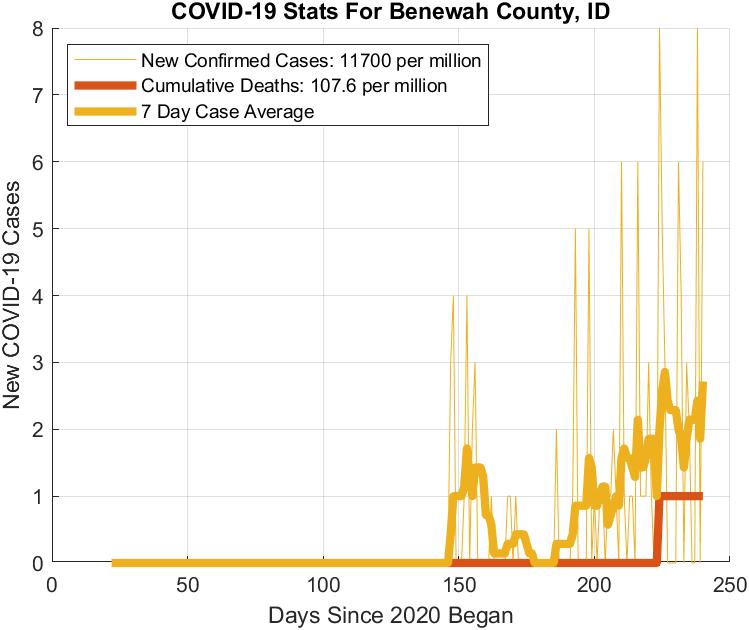 COVID-19 Stats For Benewah County, ID
New Confirmed Cases: 11700 per million
Cumulative Deaths: 107.6 per million
7 Day Case Average
New COVID-19 Cases
8
7
6
5
4
3
2
1
0
0 50 100 150 200 250
Days Since 2020 Began